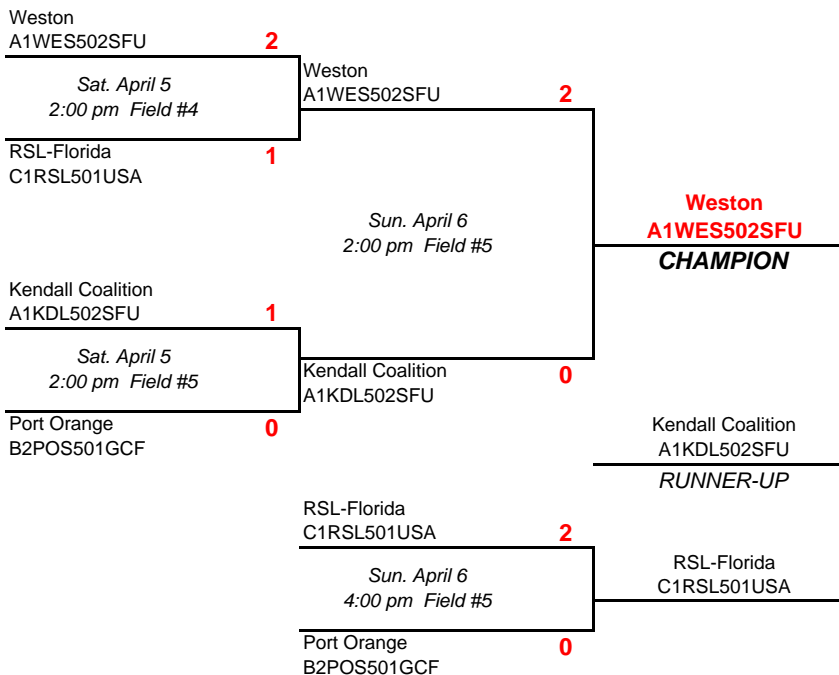 Weston
A1WES502SFU 2
Sat. April 5
2:00 pm Field #4
RSL-Florida 1
C1RSL501USA
Weston
A1WES502SFU 2
Sun. April 6
2:00 pm Field #5
Weston
A1WES502SFU
CHAMPION
Kendall Coalition
A1KDL502SFU 1
Sat. April 5
2:00 pm Field #5
Port Orange 0
B2POS501GCF
Kendall Coalition 0
A1KDL502SFU
Kendall Coalition
A1KDL502SFU
RUNNER-UP
RSL-Florida
C1RSL501USA 2
Sun. April 6
4:00 pm Field #5
Port Orange 0
B2POS501GCF
RSL-Florida
C1RSL501USA